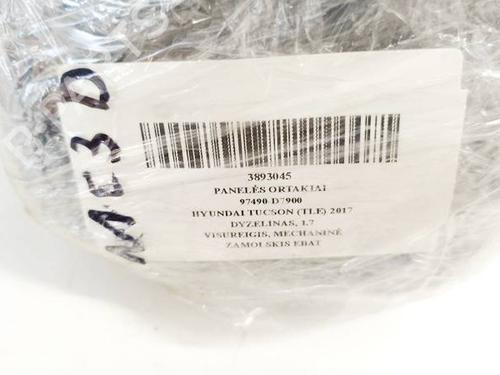 3893045
PANELĖS ORTAKIAI
97490-D7900
HYUNDAI TUCSON (TLE) 2017
DYZELINAS, 1.7
VISUREIGIS, MECHANINĖ
ZAMOLSKIS EBAT